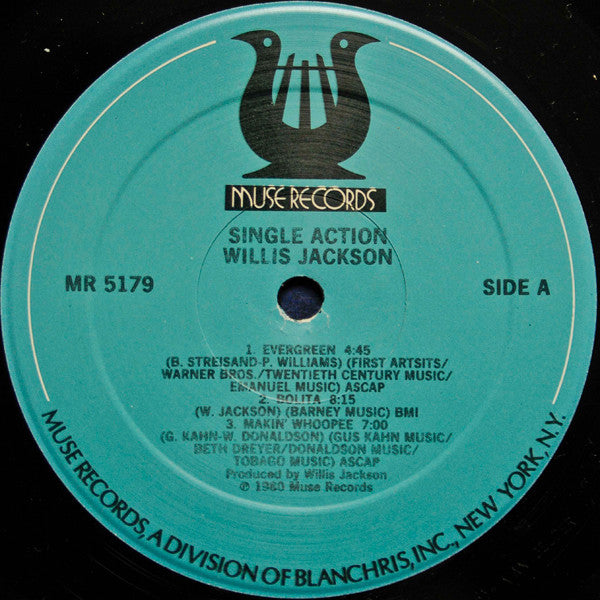 MUSE RECORDS
SINGLE ACTION
WILLIS JACKSON
MR 5179
SIDE A
1. EVERGREEN 4:45
(B. STREISAND-P. WILLIAMS) (FIRST ARTSITS/
WARNER BROS./TWENTIETH CENTURY MUSIC/
EMANUEL MUSIC) ASCAP
2. BOLITA 8:15
(W. JACKSON) (BARNEY MUSIC) BMI
3. MAKIN' WHOOPEE 7:00
(G. KAHN-W. DONALDSON) (GUS KAHN MUSIC/
BETH DREYER/DONALDSON MUSIC/
TOBAGO MUSIC) ASCAP
Produced by Willis Jackson
℗ 1980 Muse Records
MUSE RECORDS, A DIVISION OF BLANCHRIS, INC., NEW YORK, N.Y.